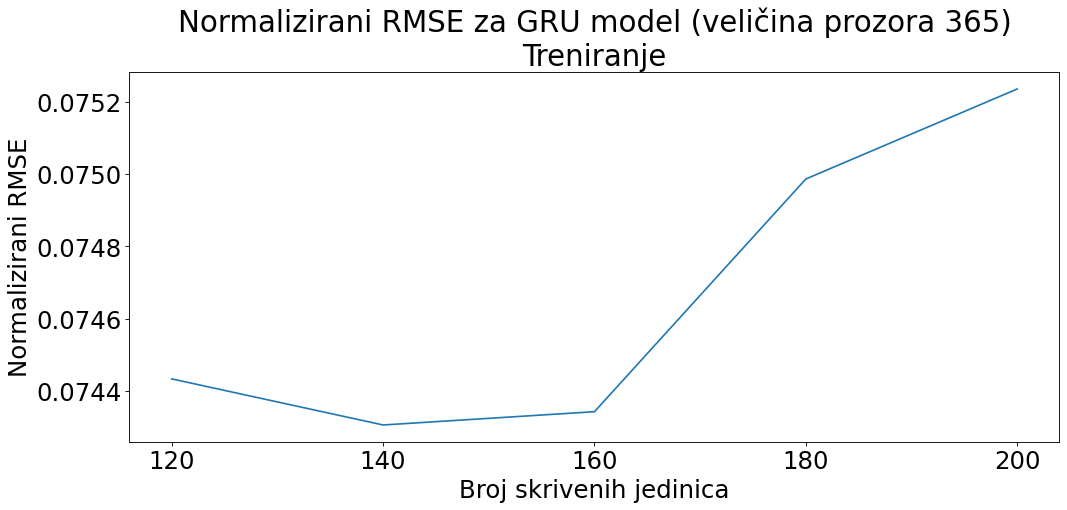 Normalizirani RMSE za GRU model (veličina prozora 365)
Treniranje
Normalizirani RMSE
0.0752
0.0750
0.0748
0.0746
0.0744
120 140 160 180 200
Broj skrivenih jedinica